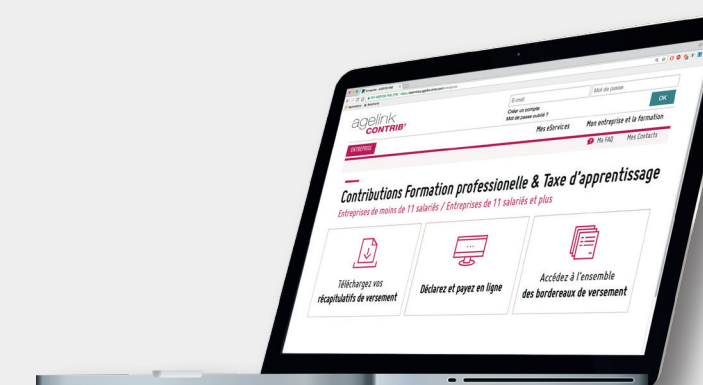 agelink
CONTRIB'
E-mail
Mot de passe
OK
Créer un compte
Mot de passe oublié ?
ENTREPRISE
Mes eServices
Mon entreprise et la formation
? Ma FAQ
Mes Contacts
Contributions Formation professionelle & Taxe d'apprentissage
Entreprises de moins de 11 salariés / Entreprises de 11 salariés et plus
Téléchargez vos
récapitulatifs de versement
Déclarez et payez en ligne
Accédez à l'ensemble
des bordereaux de versement